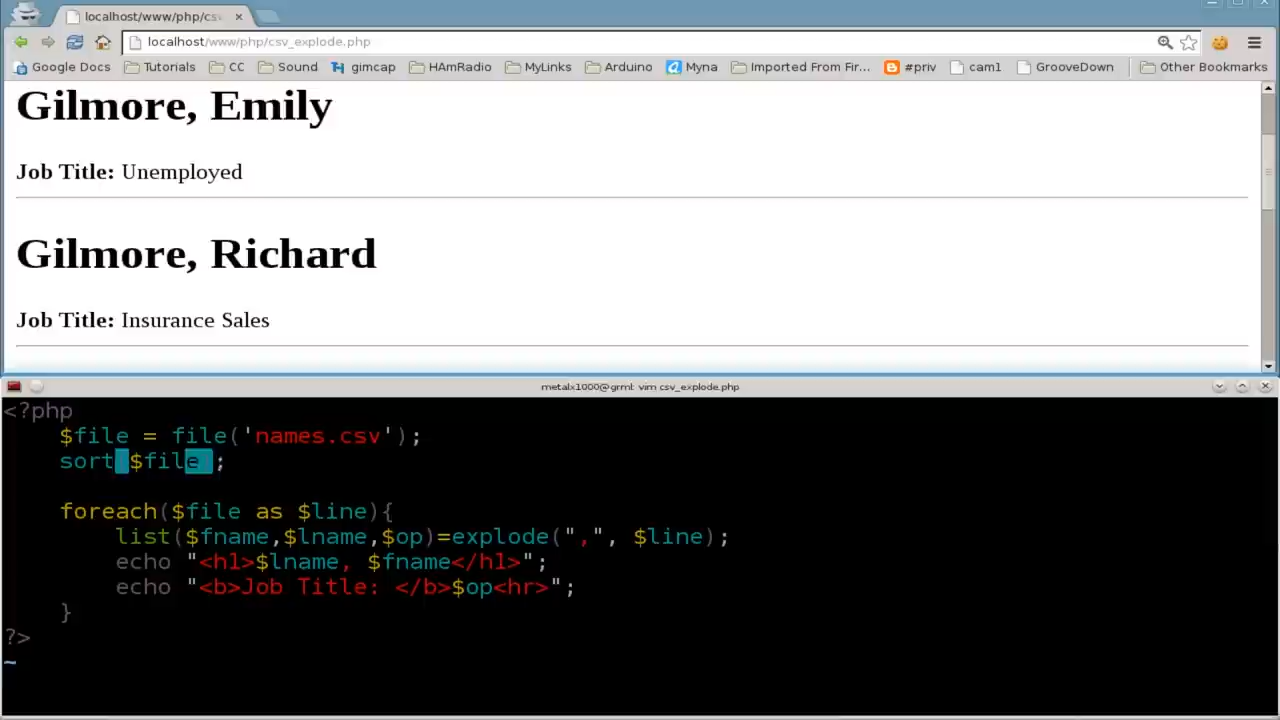 localhost/www/php/csv
localhost/www/php/csv_explode.php
Google Docs Tutorials CC Sound gimcap HAmRadio MyLinks Arduino Myna Imported From Fir... #priv cam1 GrooveDown Other Bookmarks
Gilmore, Emily
Job Title: Unemployed
Gilmore, Richard
Job Title: Insurance Sales
metalx1000@grml: vim csv_explode.php
<?php
$file = file('names.csv');
sort($file);
foreach($file as $line){
list($fname,$lname,$op)=explode(",", $line);
echo "<h1>$lname, $fname</h1>";
echo "<b>Job Title: </b>$op<hr>";
}
?>
~